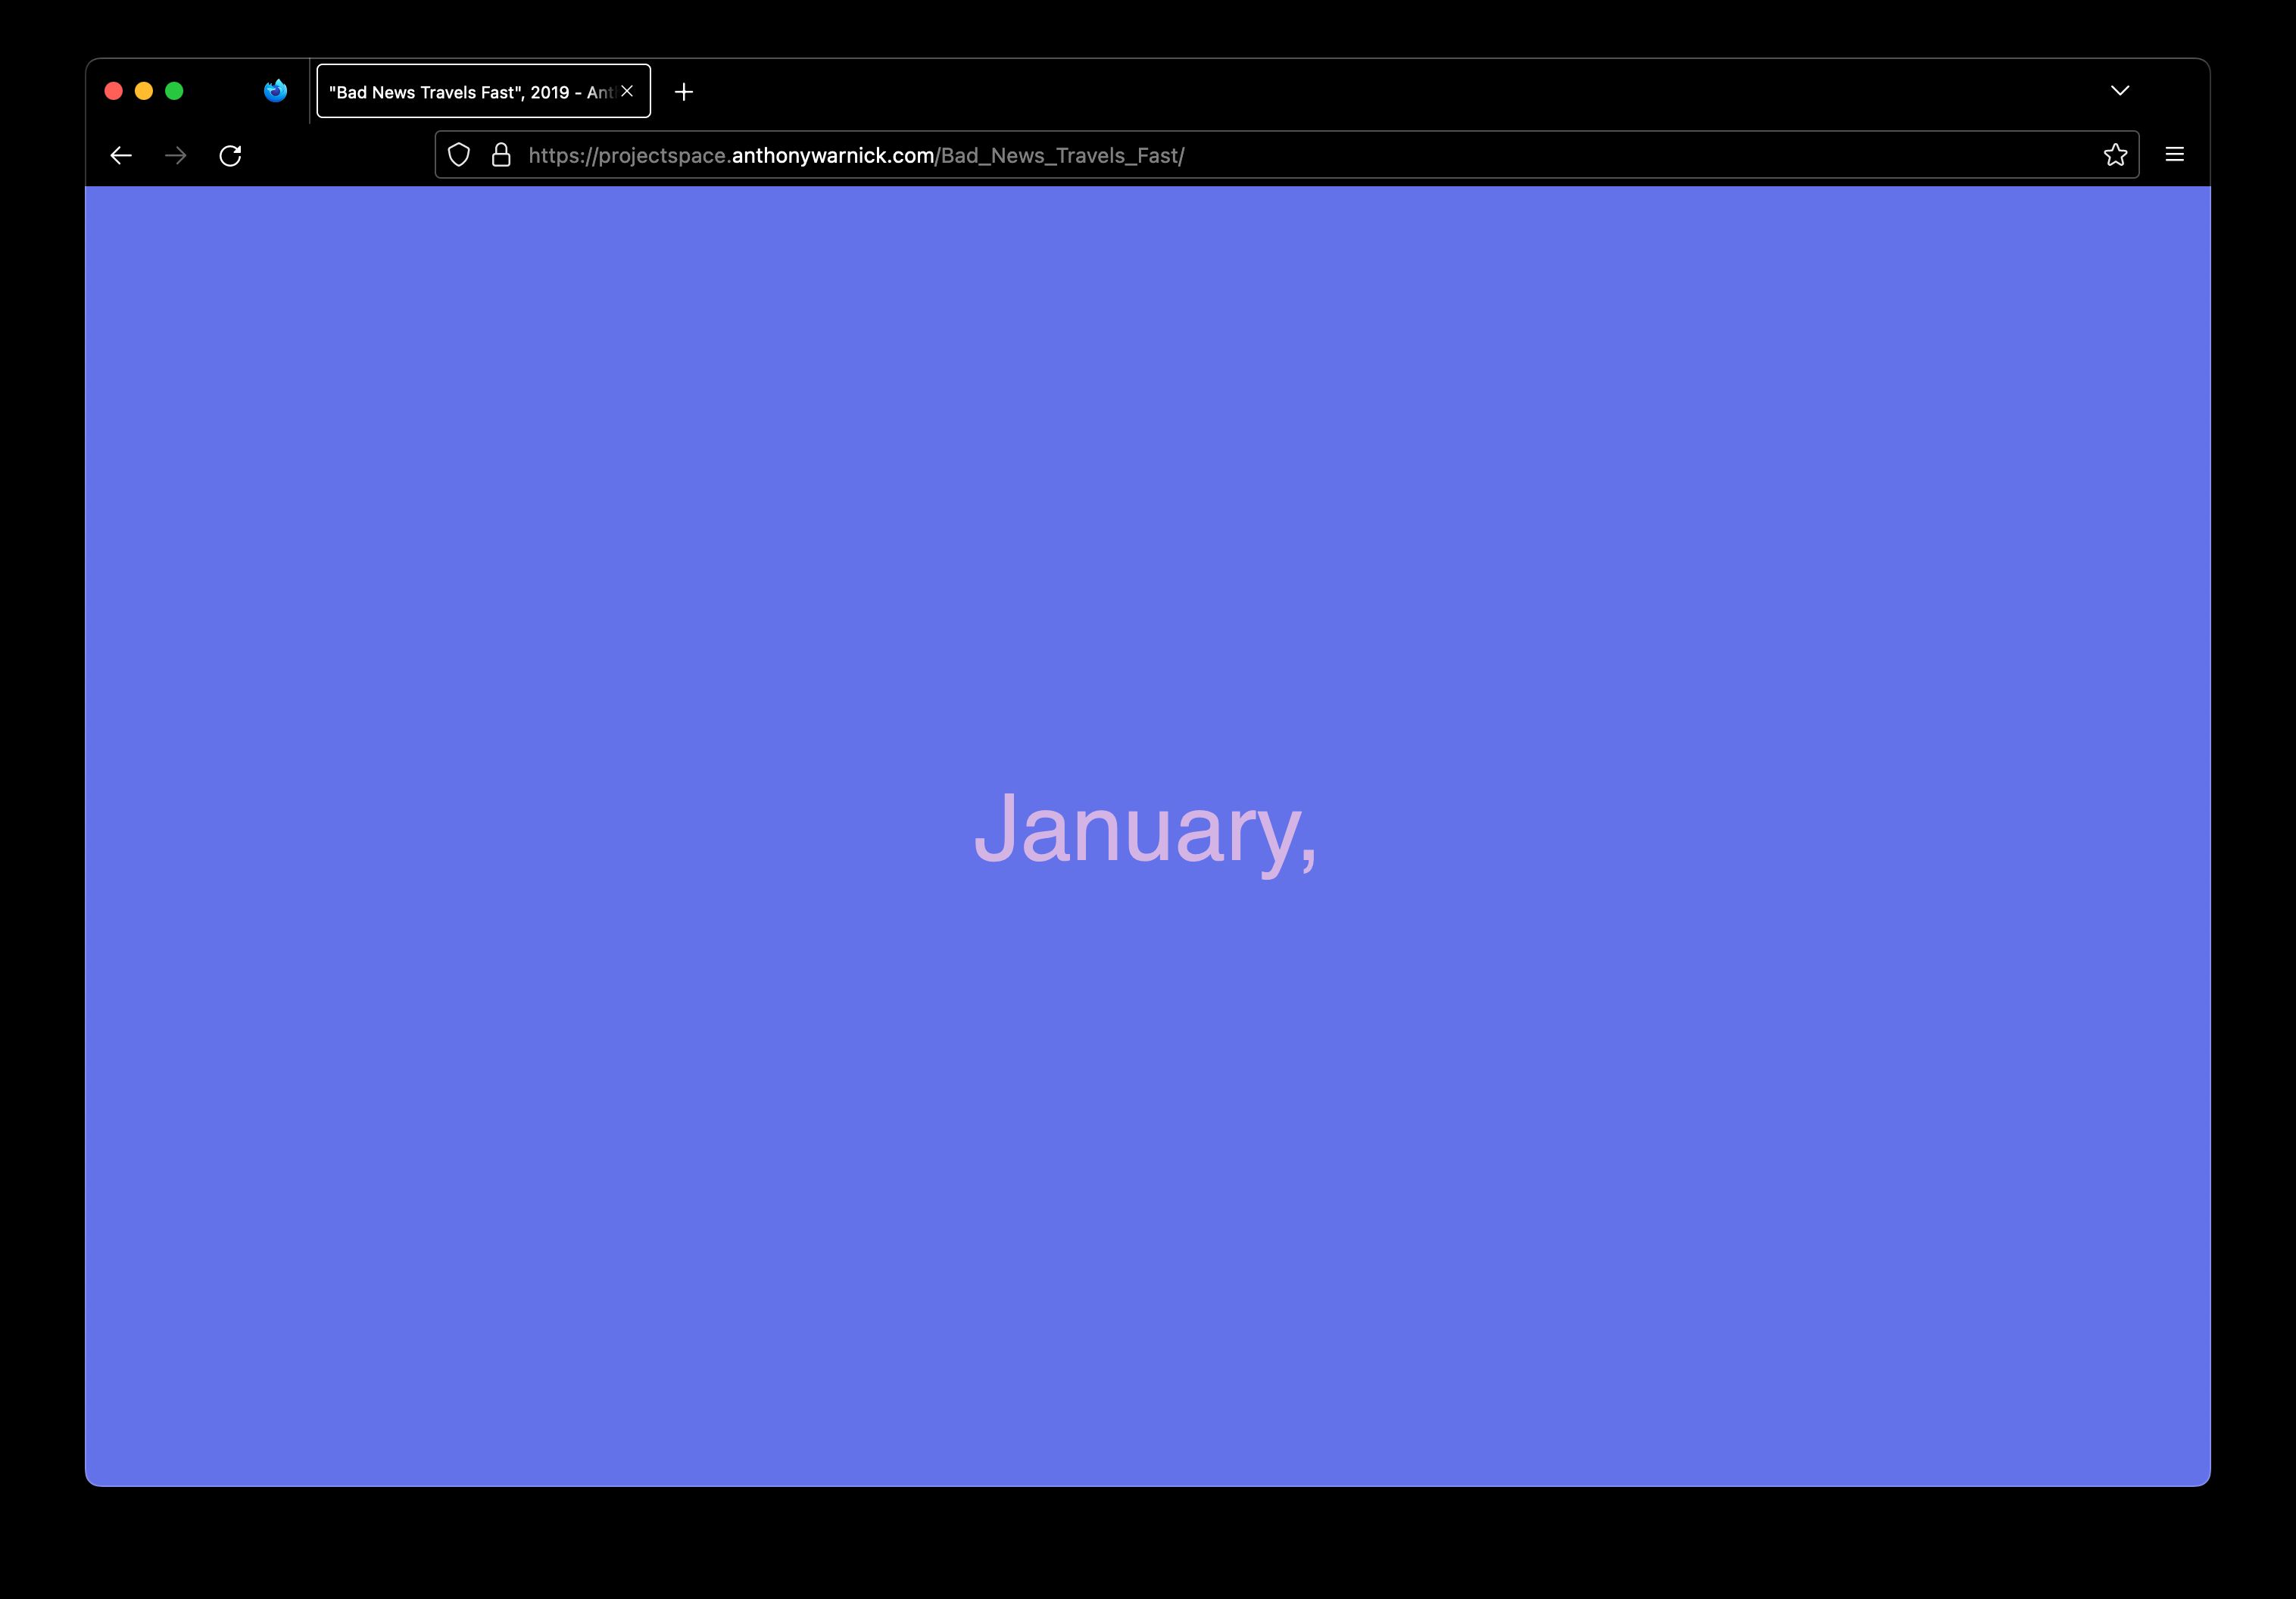 "Bad News Travels Fast", 2019 - Ant
https://projectspace.anthonywarnick.com/Bad_News_Travels_Fast/
January,